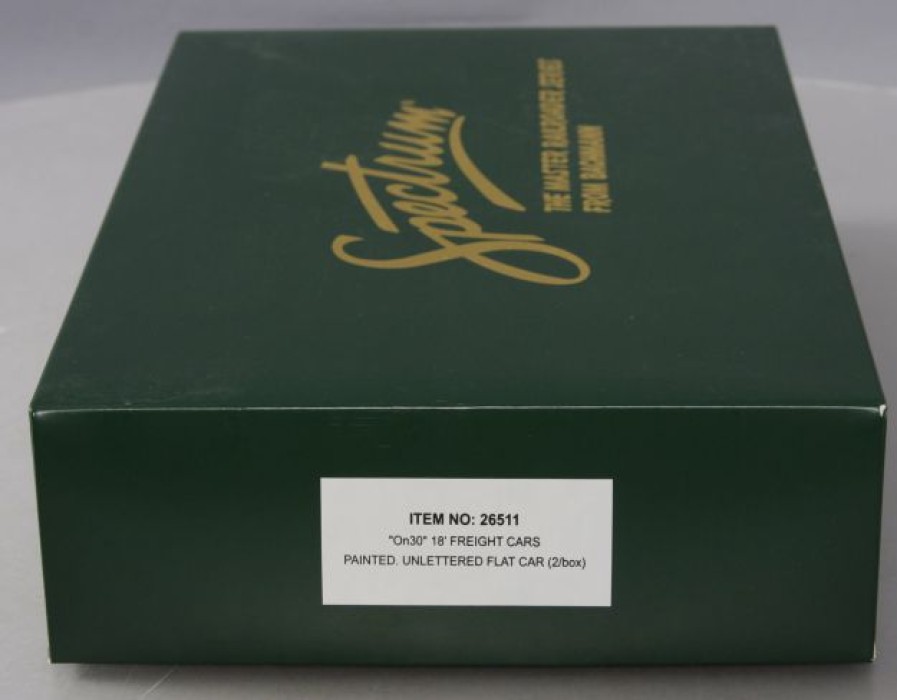 Spectrum
THE MASTER RAILROADER SERIES
FROM BACHMANN
ITEM NO: 26511
"On30" 18' FREIGHT CARS
PAINTED. UNLETTERED FLAT CAR (2/box)